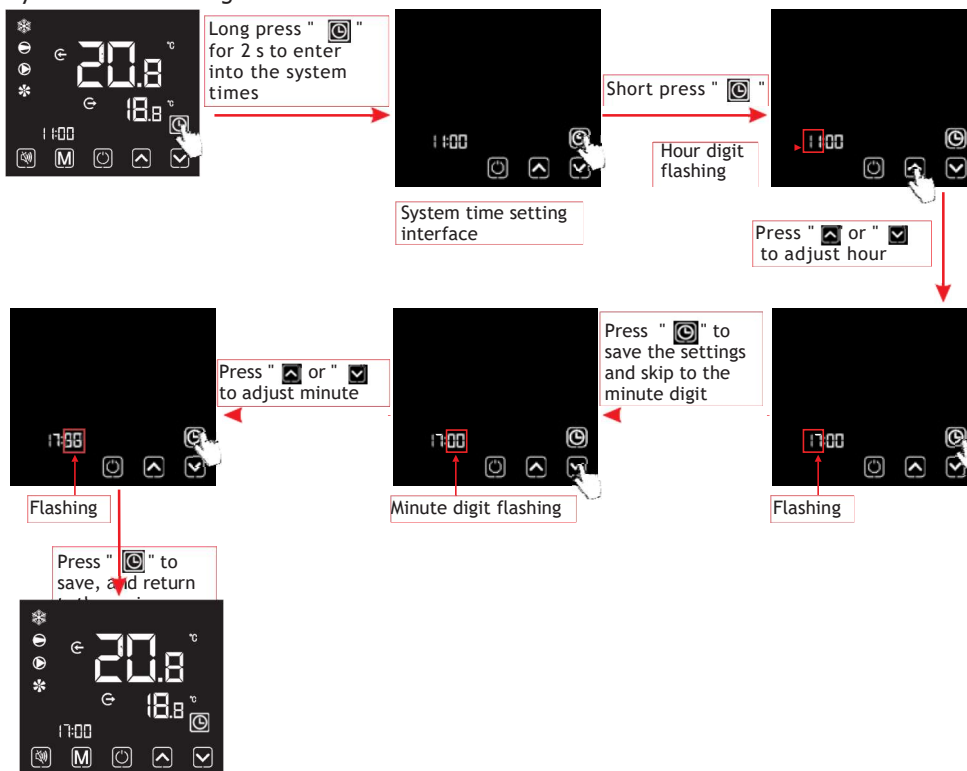 Long press " "
for 2 s to enter
into the system
times
20.8 °C
18.8 °C
11:00
M
11:00
System time setting
interface
Short press " "
Hour digit
flashing
11:00
Press " " or " "
to adjust hour
17:00
Flashing
Press " " to
save the settings
and skip to the
minute digit
17:00
Minute digit flashing
Press " " or " "
to adjust minute
17:
Flashing
Press " " to
save, and return
20.8 °C
18.8 °C
17:00
M